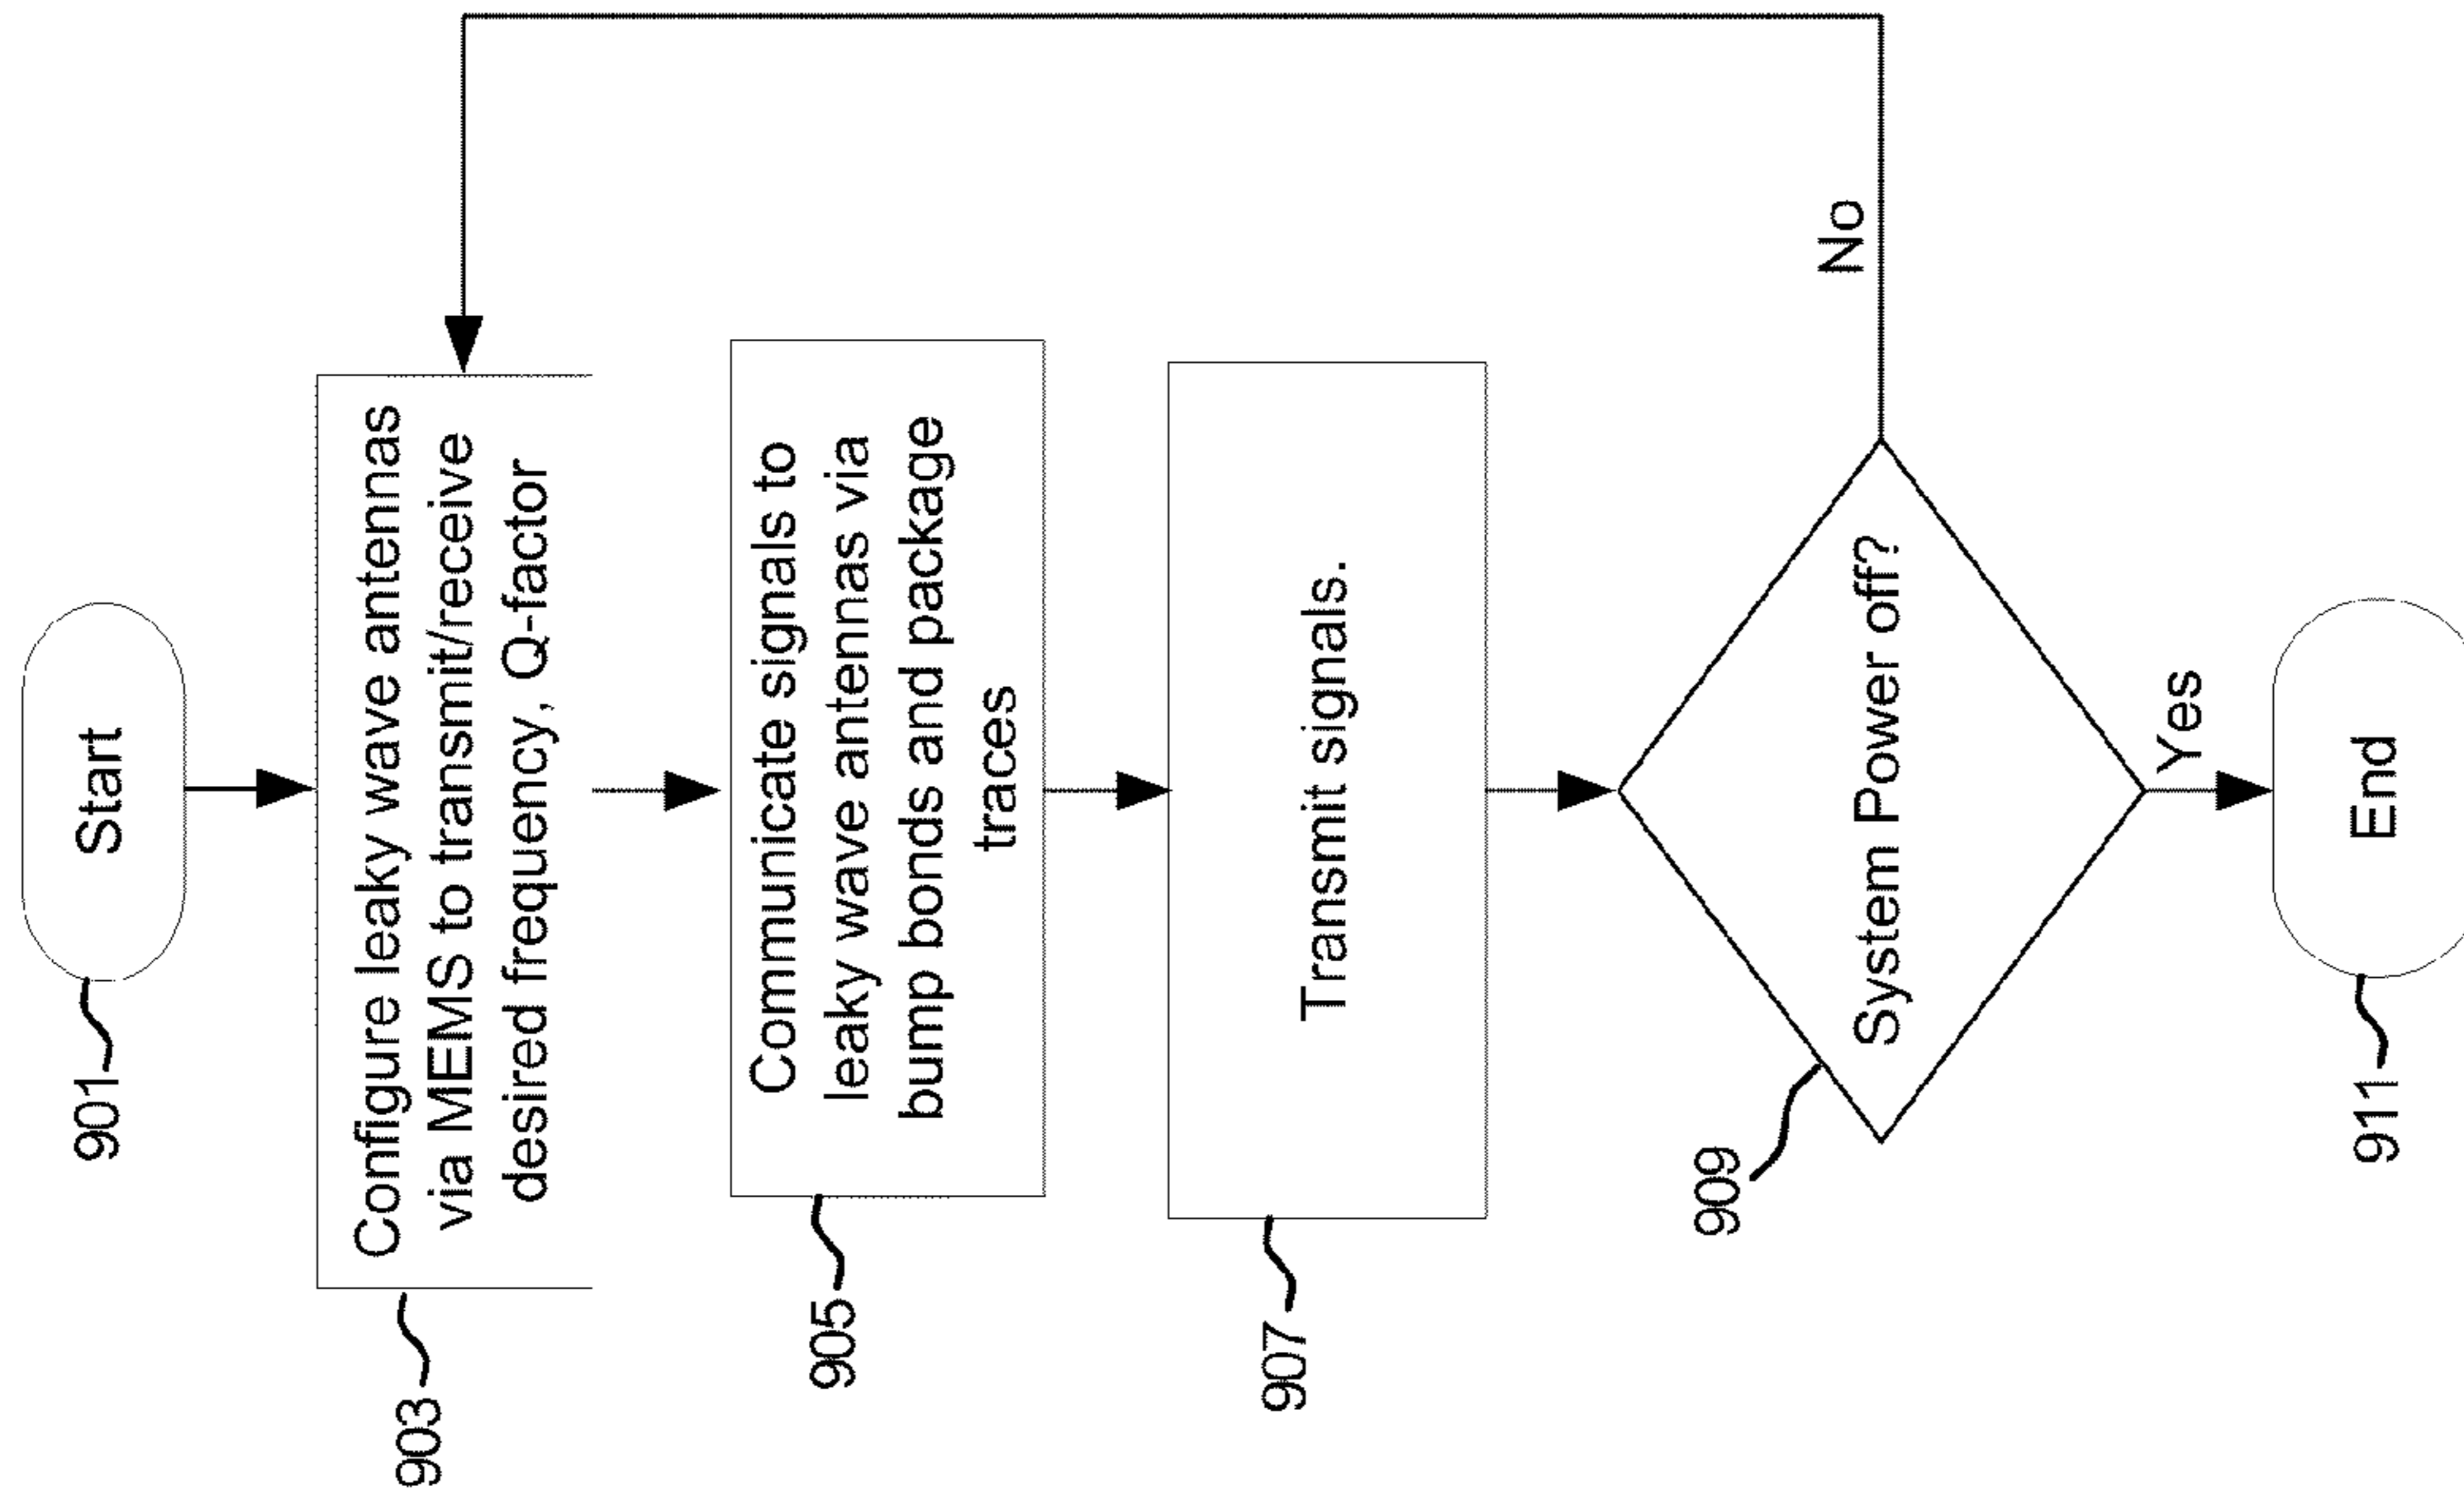 901
Start
903
Configure leaky wave antennas
via MEMS to transmit/receive
desired frequency, Q-factor
905
Communicate signals to
leaky wave antennas via
bump bonds and package
traces
907
Transmit signals.
909
System Power off?
No
Yes
911
End